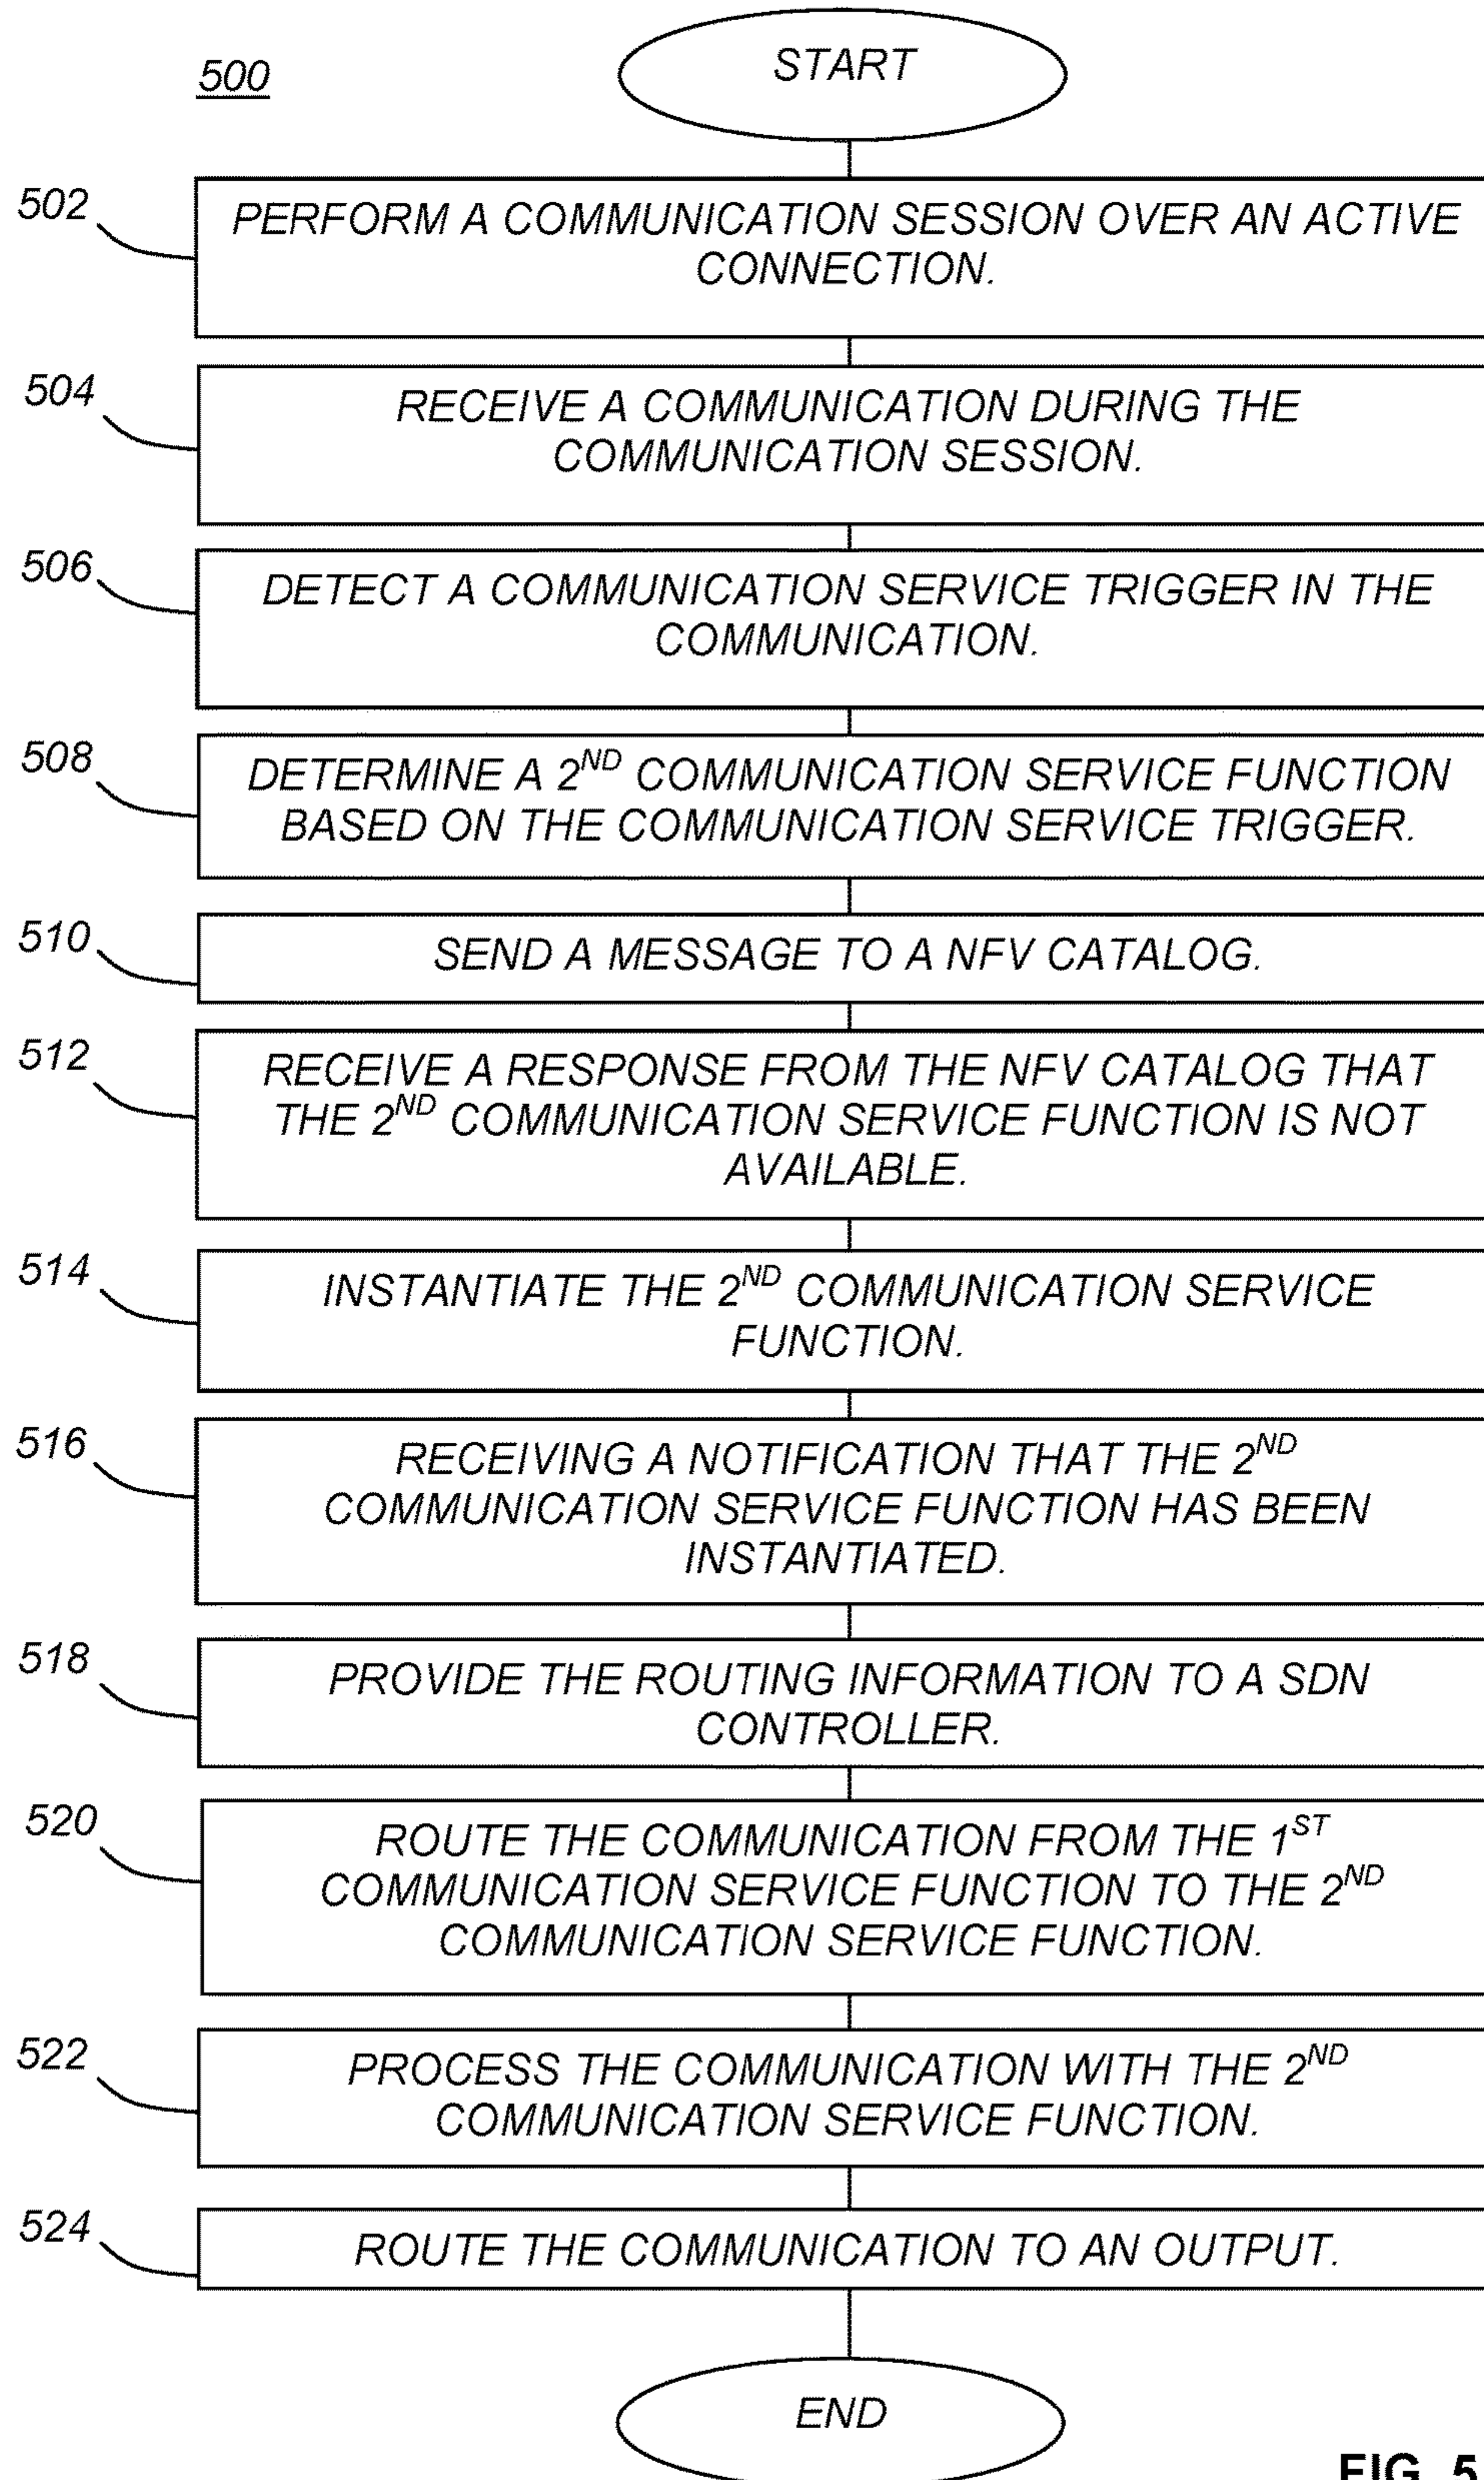 START
500
502
PERFORM A COMMUNICATION SESSION OVER AN ACTIVE
CONNECTION.
504
RECEIVE A COMMUNICATION DURING THE
COMMUNICATION SESSION.
506
DETECT A COMMUNICATION SERVICE TRIGGER IN THE
COMMUNICATION.
508
DETERMINE A 2ND COMMUNICATION SERVICE FUNCTION
BASED ON THE COMMUNICATION SERVICE TRIGGER.
510
SEND A MESSAGE TO A NFV CATALOG.
512
RECEIVE A RESPONSE FROM THE NFV CATALOG THAT
THE 2ND COMMUNICATION SERVICE FUNCTION IS NOT
AVAILABLE.
514
INSTANTIATE THE 2ND COMMUNICATION SERVICE
FUNCTION.
516
RECEIVING A NOTIFICATION THAT THE 2ND
COMMUNICATION SERVICE FUNCTION HAS BEEN
INSTANTIATED.
518
PROVIDE THE ROUTING INFORMATION TO A SDN
CONTROLLER.
520
ROUTE THE COMMUNICATION FROM THE 1ST
COMMUNICATION SERVICE FUNCTION TO THE 2ND
COMMUNICATION SERVICE FUNCTION.
522
PROCESS THE COMMUNICATION WITH THE 2ND
COMMUNICATION SERVICE FUNCTION.
524
ROUTE THE COMMUNICATION TO AN OUTPUT.
END
FIG. 5